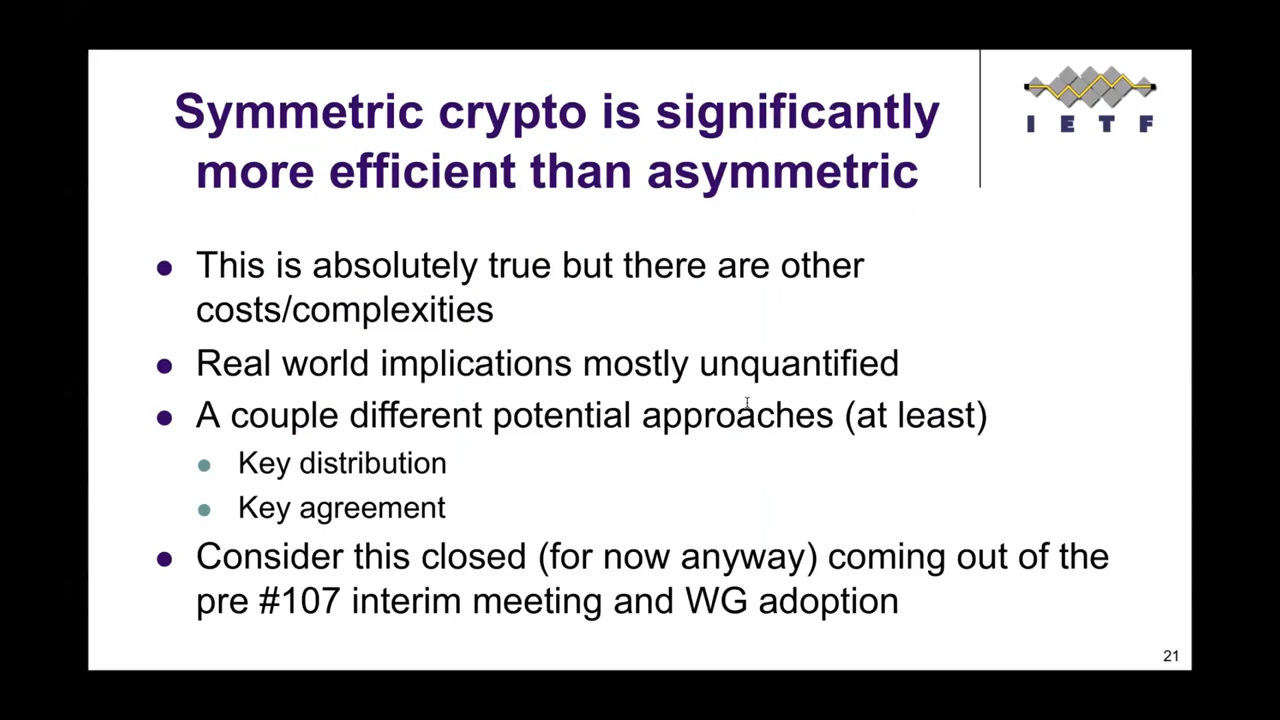 Symmetric crypto is significantly
more efficient than asymmetric
I E T F
This is absolutely true but there are other
costs/complexities
Real world implications mostly unquantified
A couple different potential approaches (at least)
Key distribution
Key agreement
Consider this closed (for now anyway) coming out of the
pre #107 interim meeting and WG adoption
21